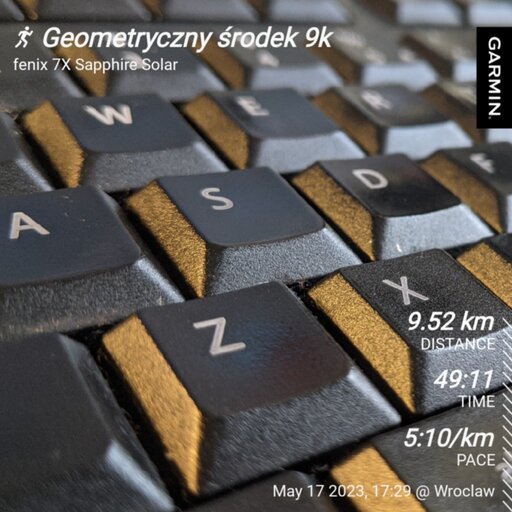 Geometryczny środek 9k
fenix 7X Sapphire Solar
GARMIN.
W
E
R
A
S
D
F
Z
X
9.52 km
DISTANCE
49:11
TIME
5:10/km
PACE
May 17 2023, 17:29 @ Wroclaw